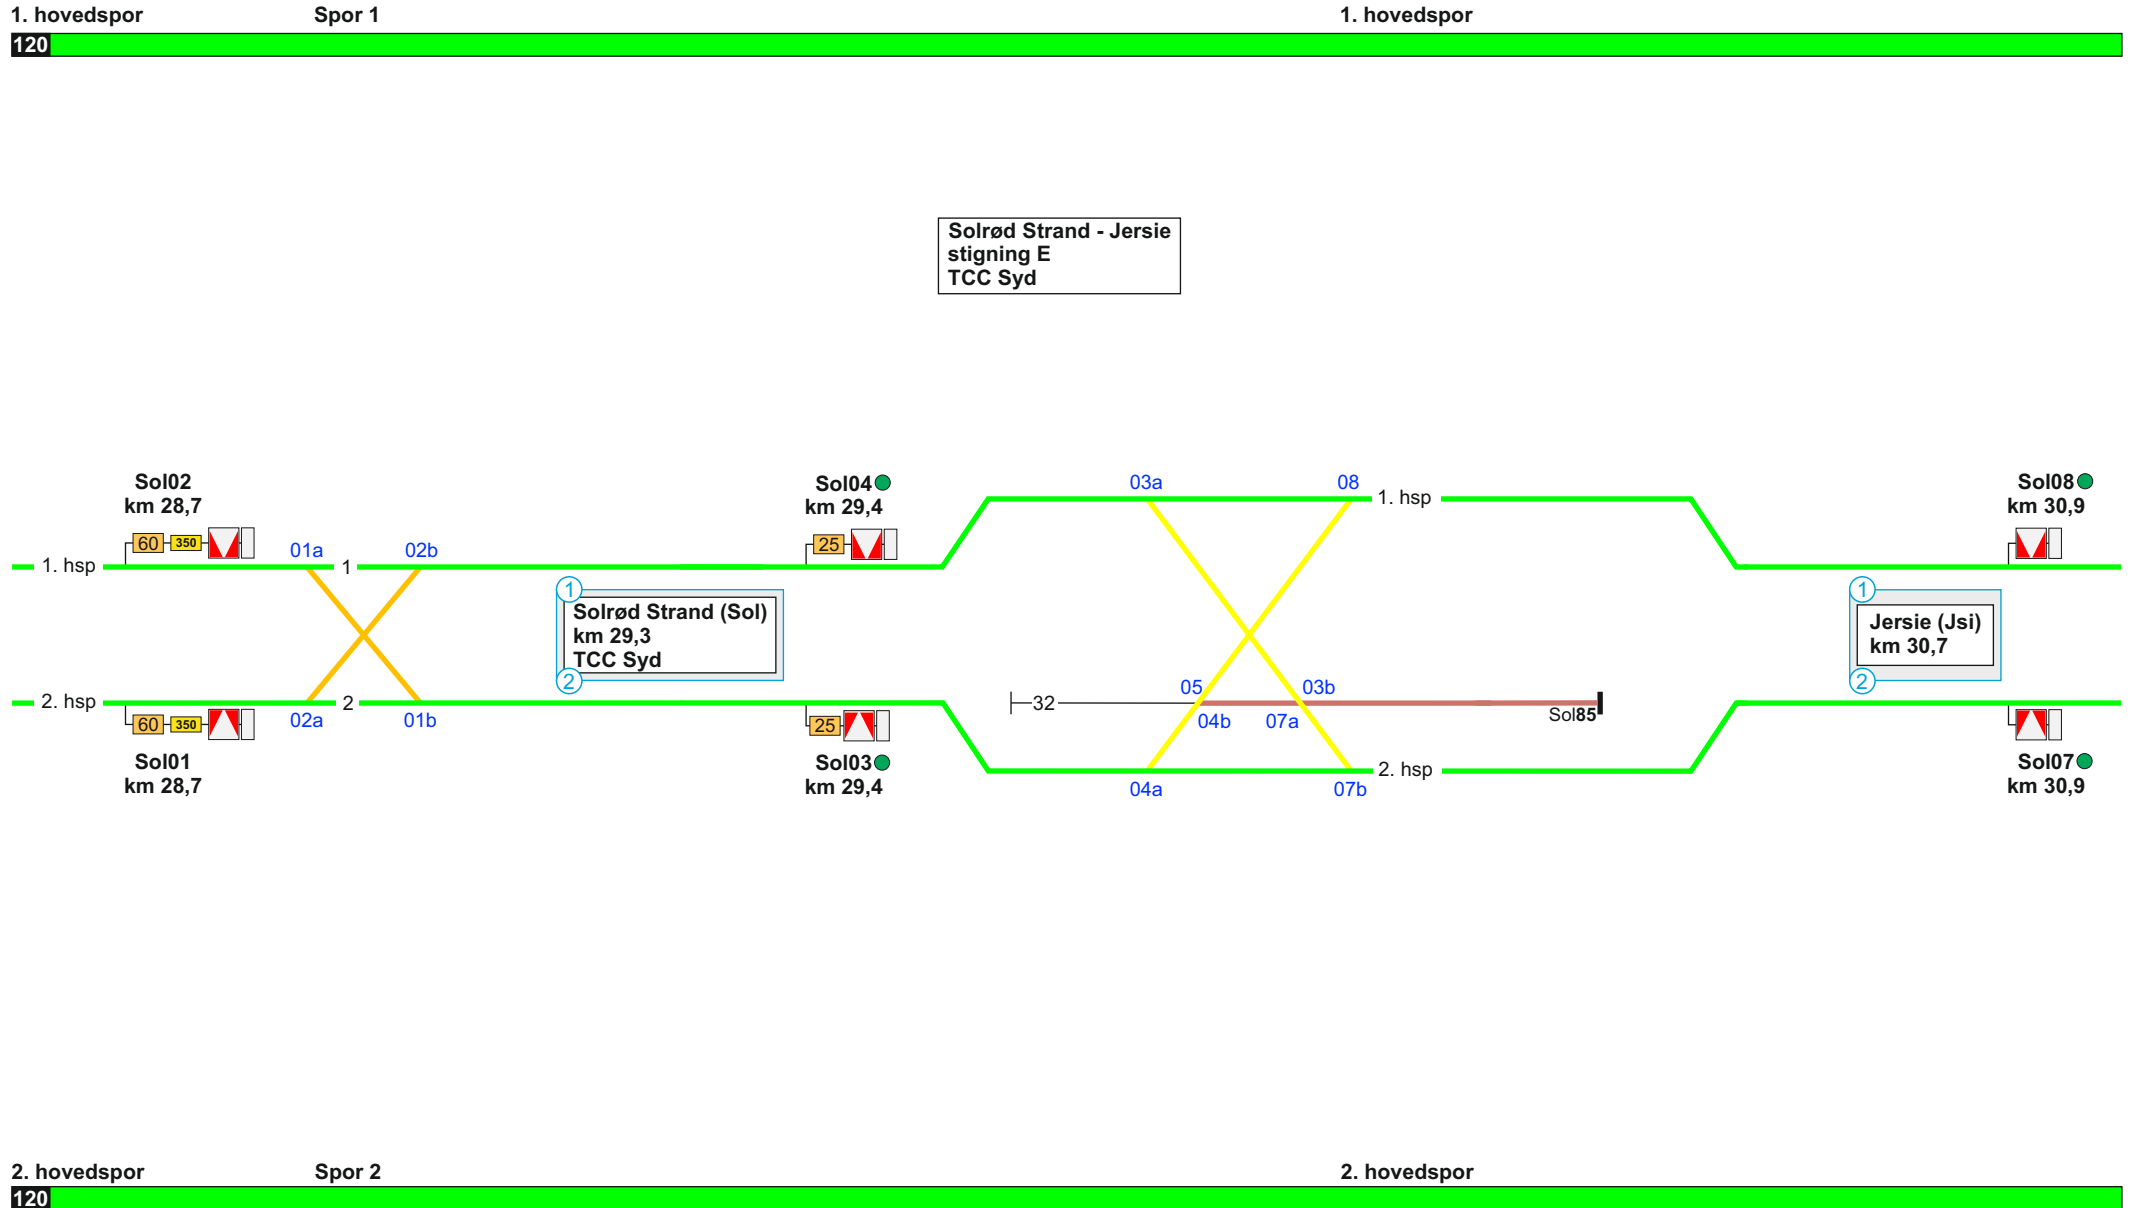 1. hovedspor
Spor 1
1. hovedspor
120
Solrød Strand - Jersie
stigning E
TCC Syd
Sol02
km 28,7
60
350
01a
02b
1. hsp
1
Sol04
km 29,4
25
03a
08
1. hsp
Sol08
km 30,9
1
Solrød Strand (Sol)
km 29,3
TCC Syd
2
1
Jersie (Jsi)
km 30,7
2
2. hsp
2
02a
01b
60
350
Sol01
km 28,7
25
Sol03
km 29,4
32
05
03b
04b
07a
Sol85
04a
07b
2. hsp
Sol07
km 30,9
2. hovedspor
Spor 2
2. hovedspor
120